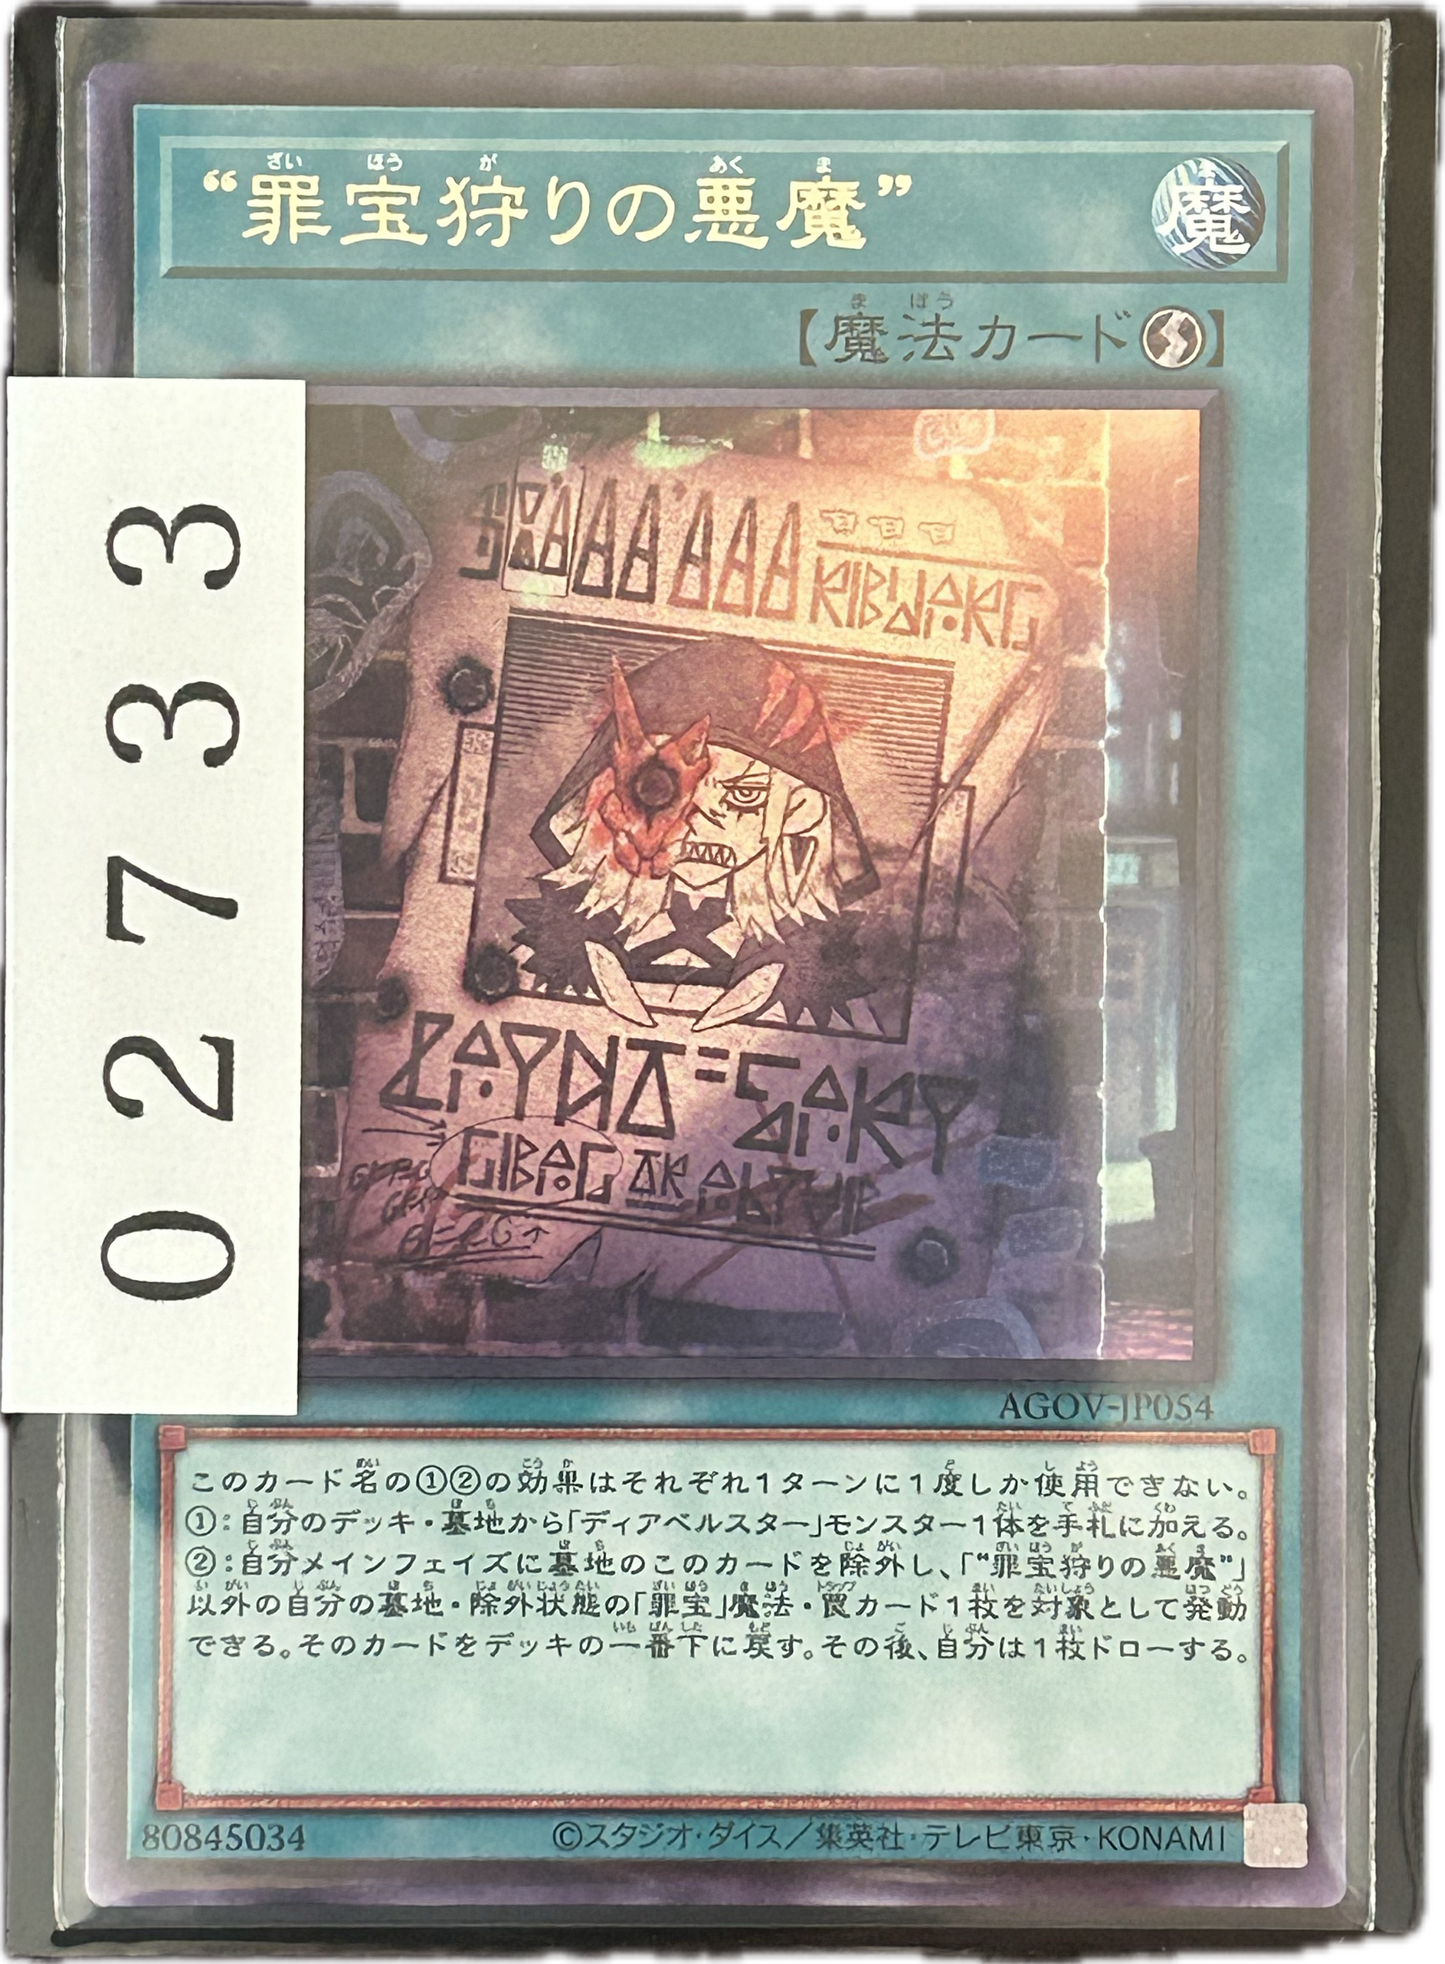 “罪宝狩りの悪魔”
魔
【魔法カード】
02733
AGOV-JP054
このカード名の①②の効果はそれぞれ1ターンに1度しか使用できない。
①:自分のデッキ・墓地から「ディアベルスター」モンスター1体を手札に加える。
②:自分メインフェイズに墓地のこのカードを除外し、「“罪宝狩りの悪魔”」
以外の自分の墓地・除外状態の「罪宝」魔法・罠カード1枚を対象として発動
できる。そのカードをデッキの一番下に戻す。その後、自分は1枚ドローする。
80845034
©スタジオ・ダイス/集英社・テレビ東京・KONAMI